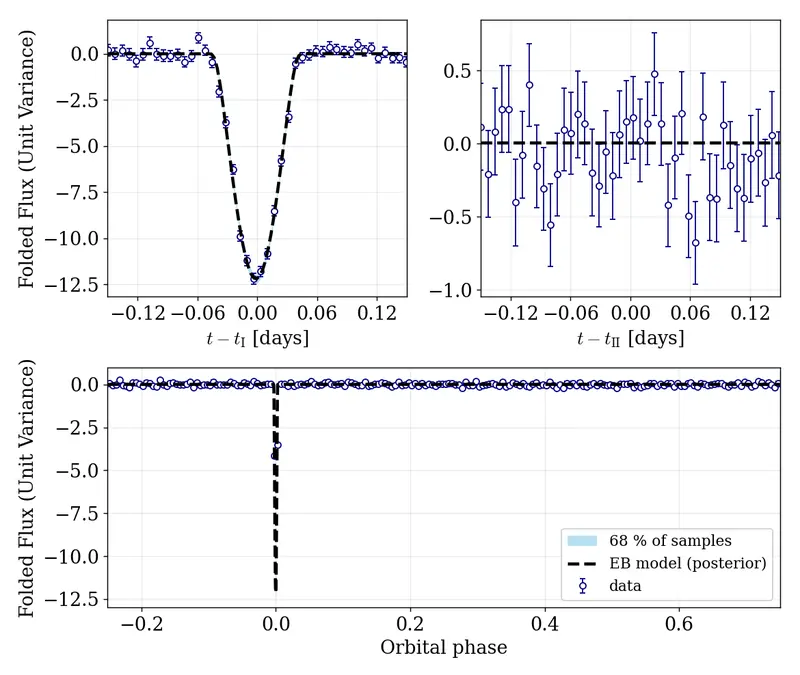 Folded Flux (Unit Variance)
0.0
−2.5
−5.0
−7.5
−10.0
−12.5
−0.12 −0.06 0.00 0.06 0.12
t − tI [days]
0.5
0.0
−0.5
−1.0
−0.12 −0.06 0.00 0.06 0.12
t − tII [days]
Folded Flux (Unit Variance)
0.0
−2.5
−5.0
−7.5
−10.0
−12.5
68 % of samples
EB model (posterior)
data
−0.2 0.0 0.2 0.4 0.6
Orbital phase